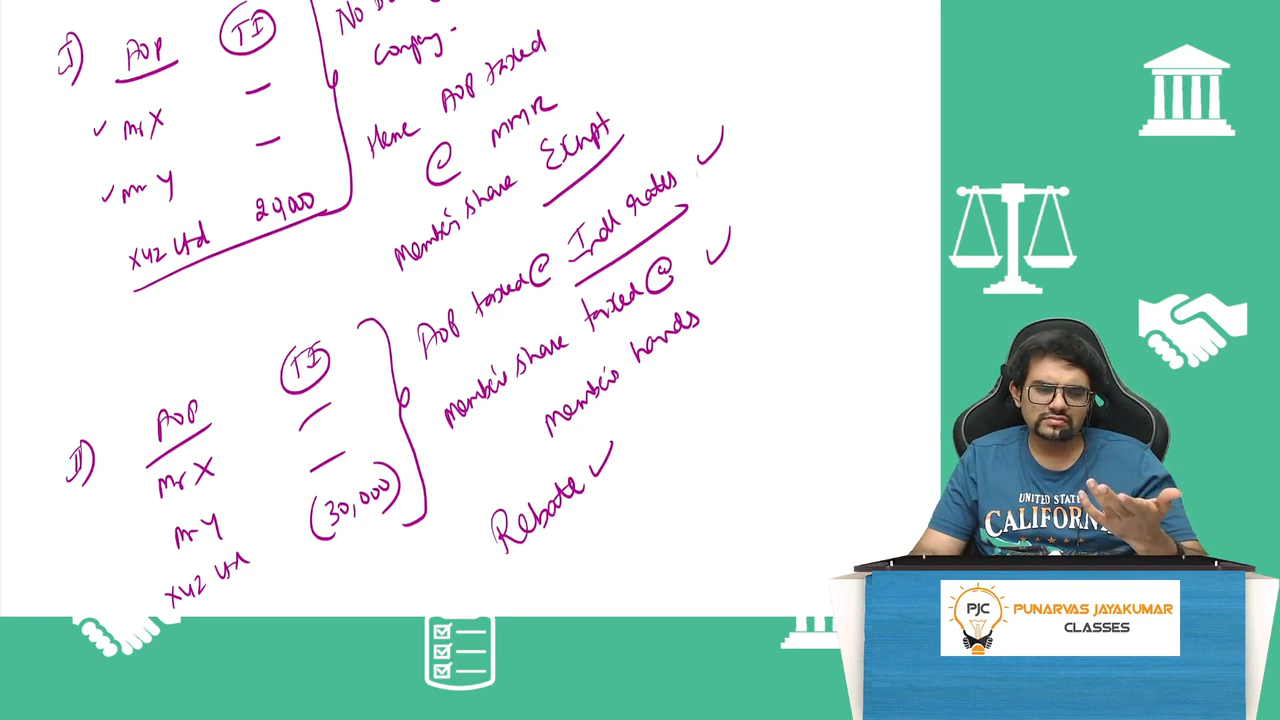 I) AOP TI
Mr X –
Mr Y –
XYZ Ltd 2900
No
Company -
Hence AOP taxed
@ MMR
Member's share Exempt
AOP taxed @ Indl rates
Member's share taxed @
Member's hands
II) AOP TI
Mr X –
Mr Y –
XYZ Ltd (30,000)
Rebate
UNITED STATES
CALIFORNIA
PJC
PUNARVAS JAYAKUMAR
CLASSES